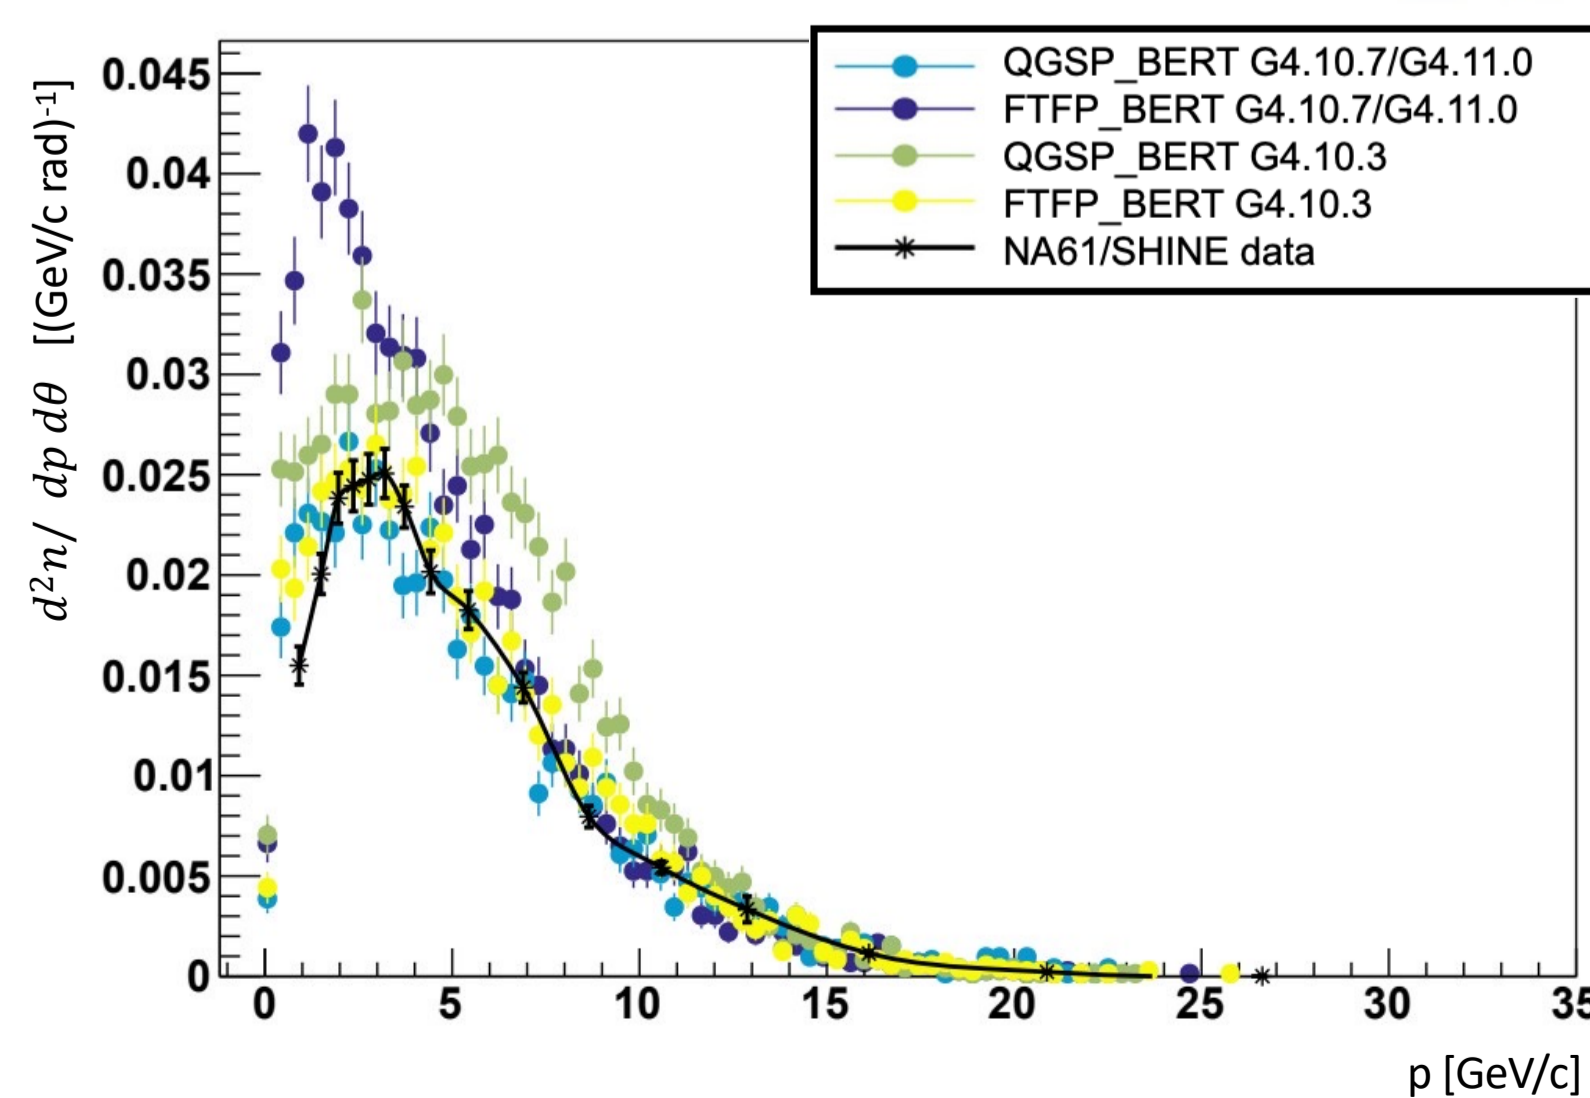 QGSP_BERT G4.10.7/G4.11.0
FTFP_BERT G4.10.7/G4.11.0
QGSP_BERT G4.10.3
FTFP_BERT G4.10.3
NA61/SHINE data
d²n/ dp dθ [(GeV/c rad)⁻¹]
0.045
0.04
0.035
0.03
0.025
0.02
0.015
0.01
0.005
0
0 5 10 15 20 25 30 35
p [GeV/c]